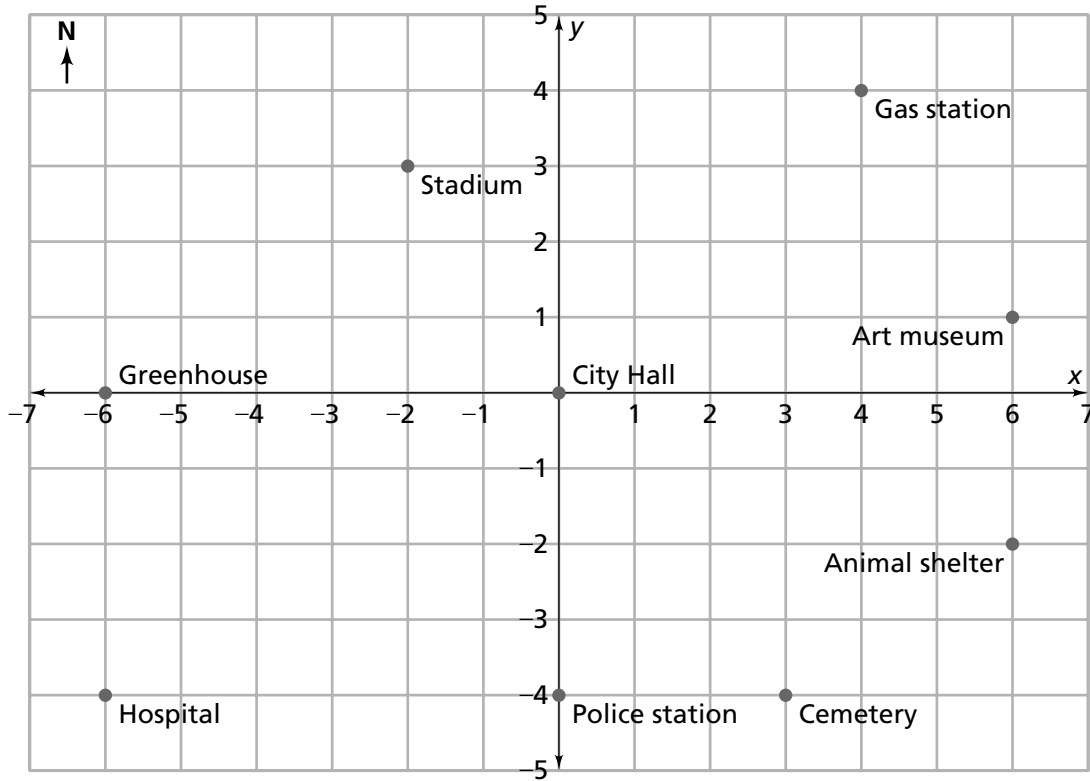 5
N
y
4
Gas station
3
Stadium
2
1
Art museum
Greenhouse
City Hall
x
−7 −6 −5 −4 −3 −2 −1 1 2 3 4 5 6 7
−1
−2
Animal shelter
−3
−4
Hospital
Police station
Cemetery
−5